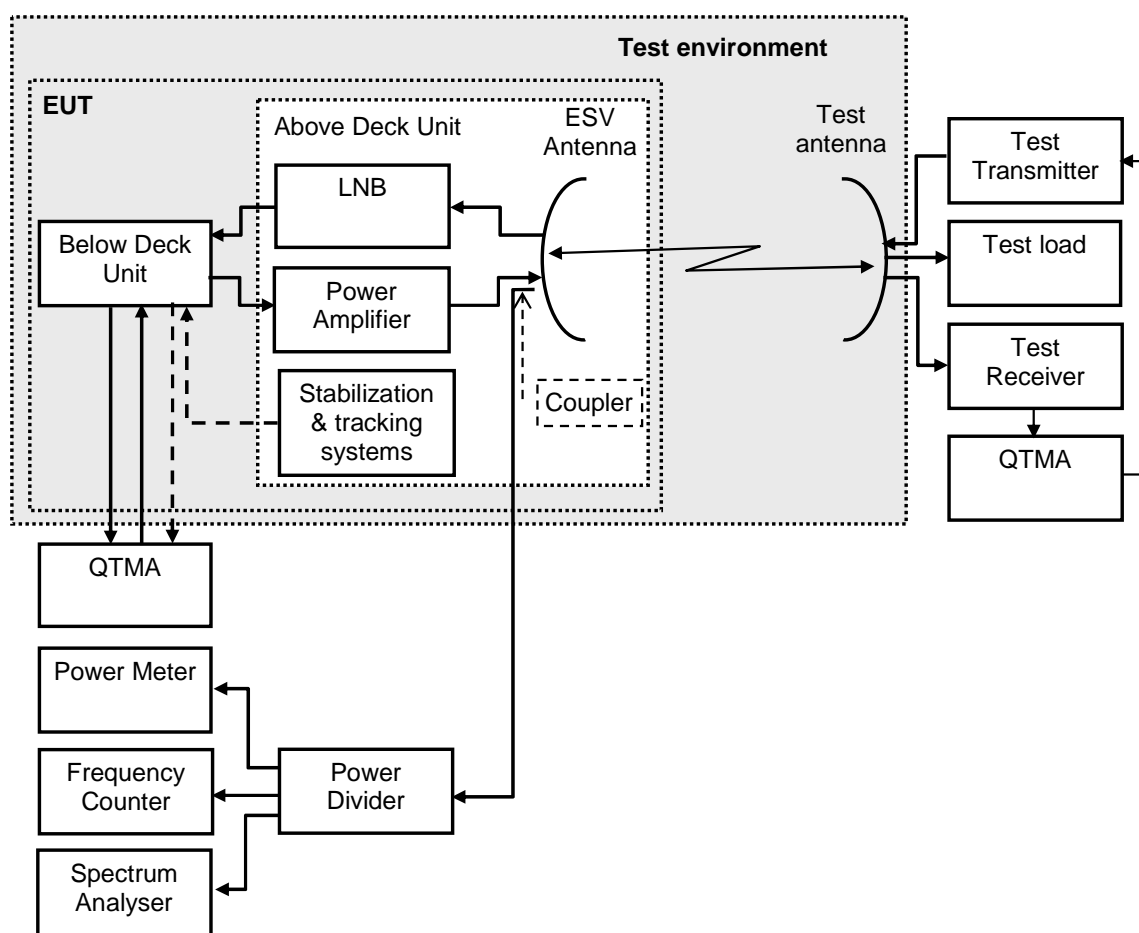 Test environment
EUT
Above Deck Unit
ESV
Antenna
Test
antenna
Test
Transmitter
LNB
Below Deck
Unit
Test load
Power
Amplifier
Test
Receiver
Stabilization
& tracking
systems
Coupler
QTMA
QTMA
Power Meter
Frequency
Counter
Power
Divider
Spectrum
Analyser